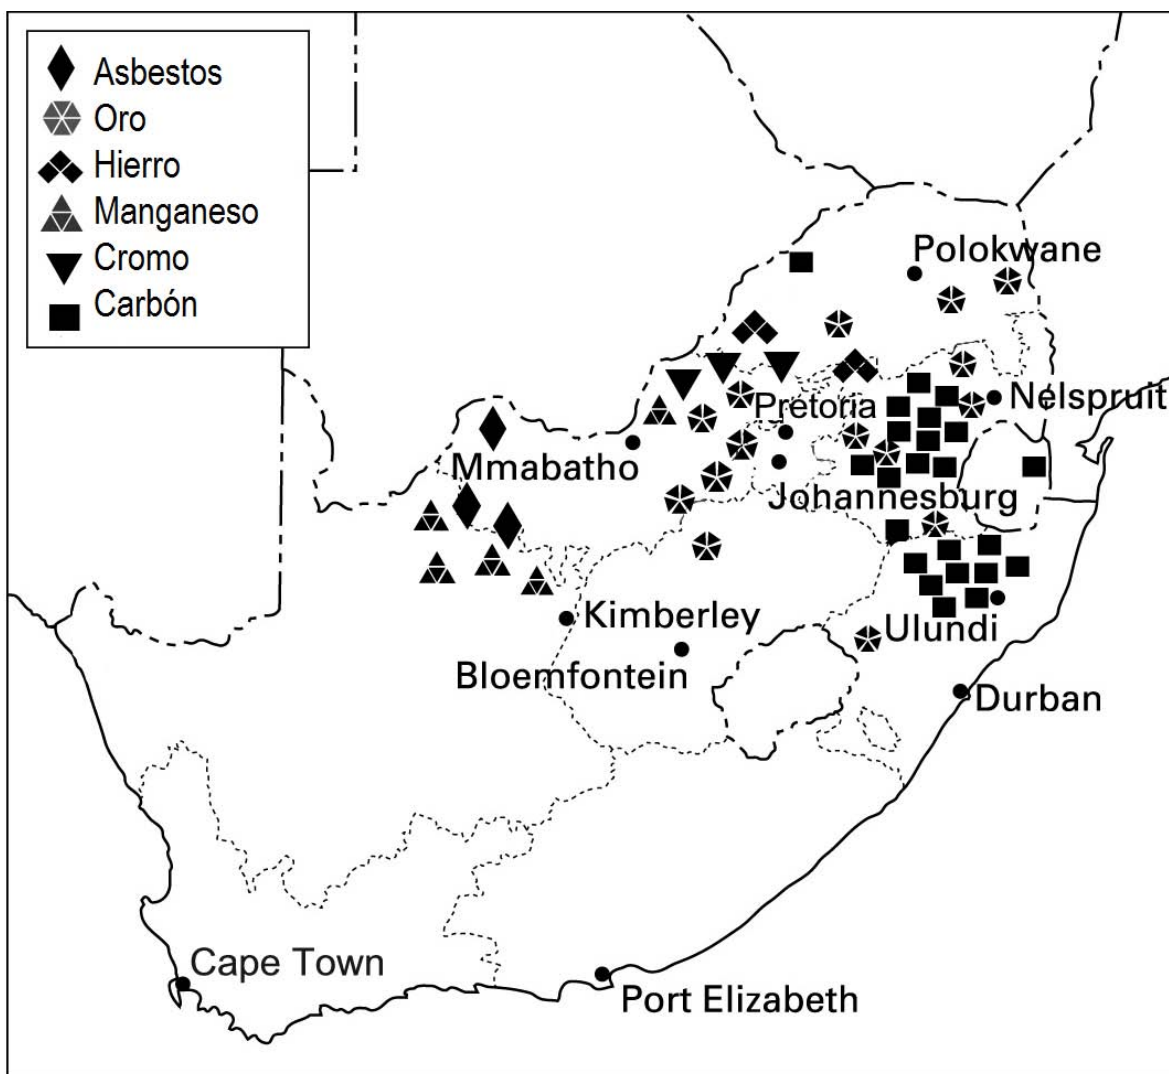 Asbestos
Oro
Hierro
Manganeso
Cromo
Carbón
Polokwane
Nelspruit
Pretoria
Mmabatho
Johannesburg
Kimberley
Ulundi
Bloemfontein
Durban
Cape Town
Port Elizabeth